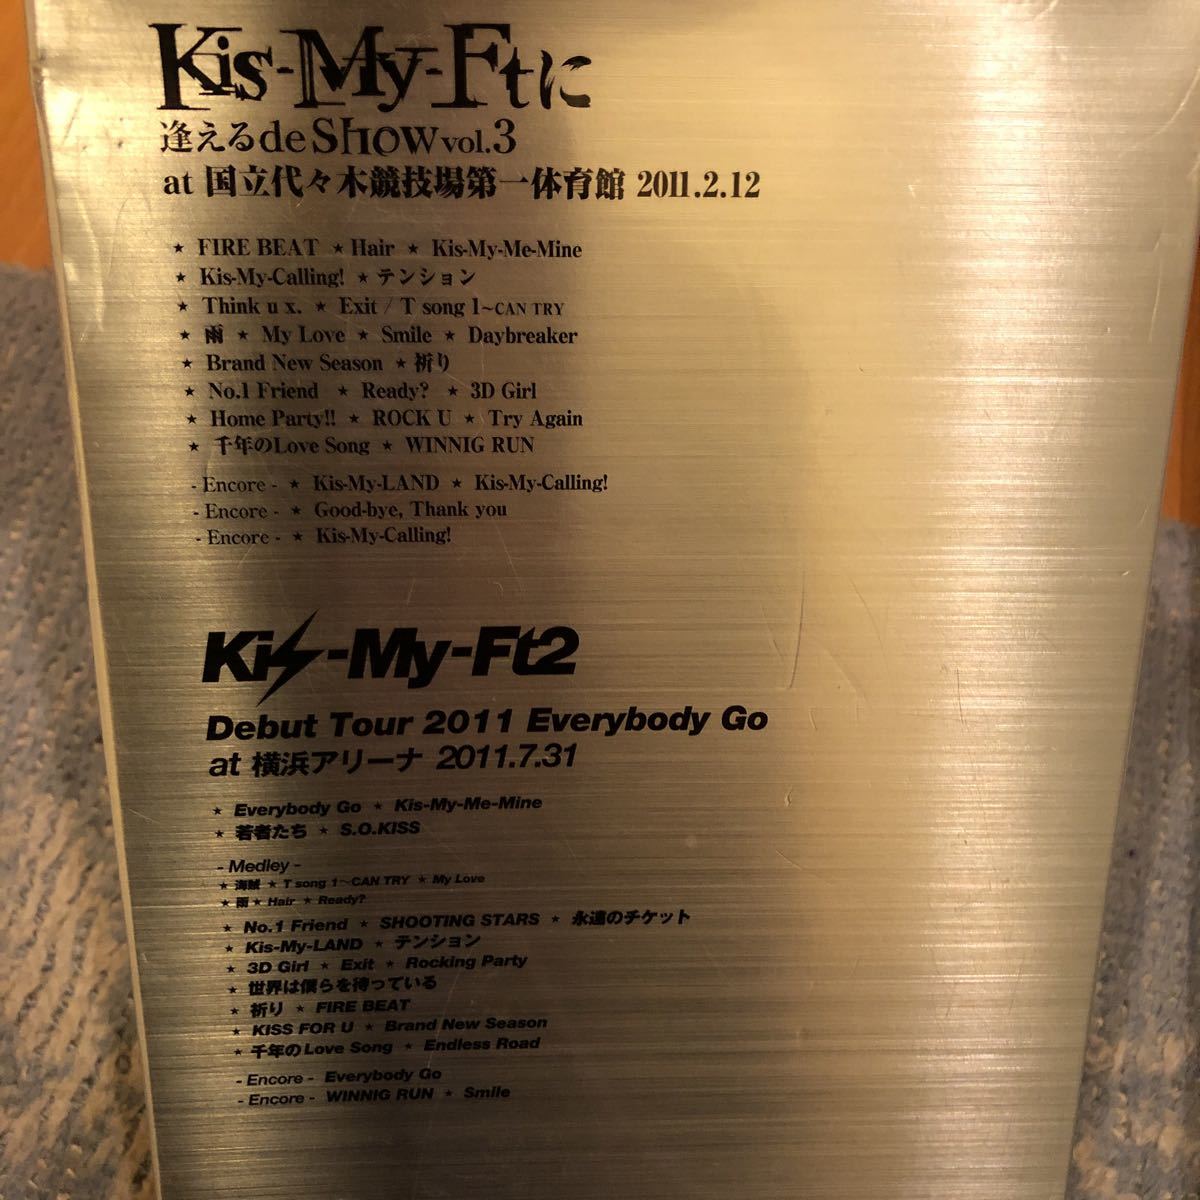 Kis-My-Ftに
逢えるde Show vol.3
at 国立代々木競技場第一体育館 2011.2.12
★ FIRE BEAT ★ Hair ★ Kis-My-Me-Mine
★ Kis-My-Calling! ★ テンション
★ Think u x. ★ Exit / T song 1~CAN TRY
★ 雨 ★ My Love ★ Smile ★ Daybreaker
★ Brand New Season ★ 祈り
★ No.1 Friend ★ Ready? ★ 3D Girl
★ Home Party!! ★ ROCK U ★ Try Again
★ 千年のLove Song ★ WINNIG RUN
- Encore - ★ Kis-My-LAND ★ Kis-My-Calling!
- Encore - ★ Good-bye, Thank you
- Encore - ★ Kis-My-Calling!
Kis-My-Ft2
Debut Tour 2011 Everybody Go
at 横浜アリーナ 2011.7.31
★ Everybody Go ★ Kis-My-Me-Mine
★ 若者たち ★ S.O.KISS
- Medley -
★ 海賊 ★ T song 1~CAN TRY ★ My Love
★ 雨 ★ Hair ★ Ready?
★ No.1 Friend ★ SHOOTING STARS ★ 永遠のチケット
★ Kis-My-LAND ★ テンション
★ 3D Girl ★ Exit ★ Rocking Party
★ 世界は僕らを待っている
★ 祈り ★ FIRE BEAT
★ KISS FOR U ★ Brand New Season
★ 千年のLove Song ★ Endless Road
- Encore - Everybody Go
- Encore - WINNIG RUN ★ Smile